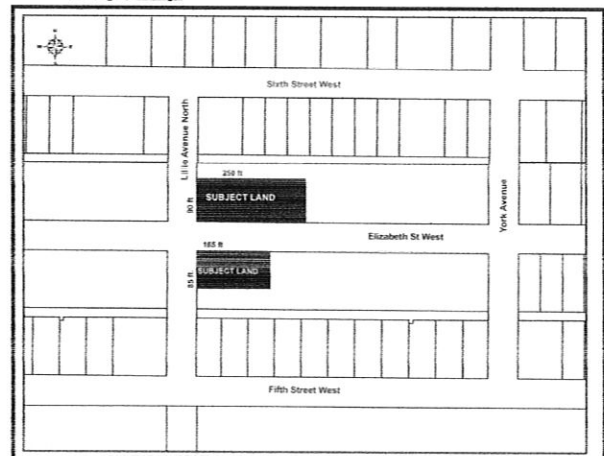 Sixth Street West
Lillie Avenue North
250 ft
90 ft
SUBJECT LAND
York Avenue
Elizabeth St West
165 ft
85 ft.
SUBJECT LAND
Fifth Street West